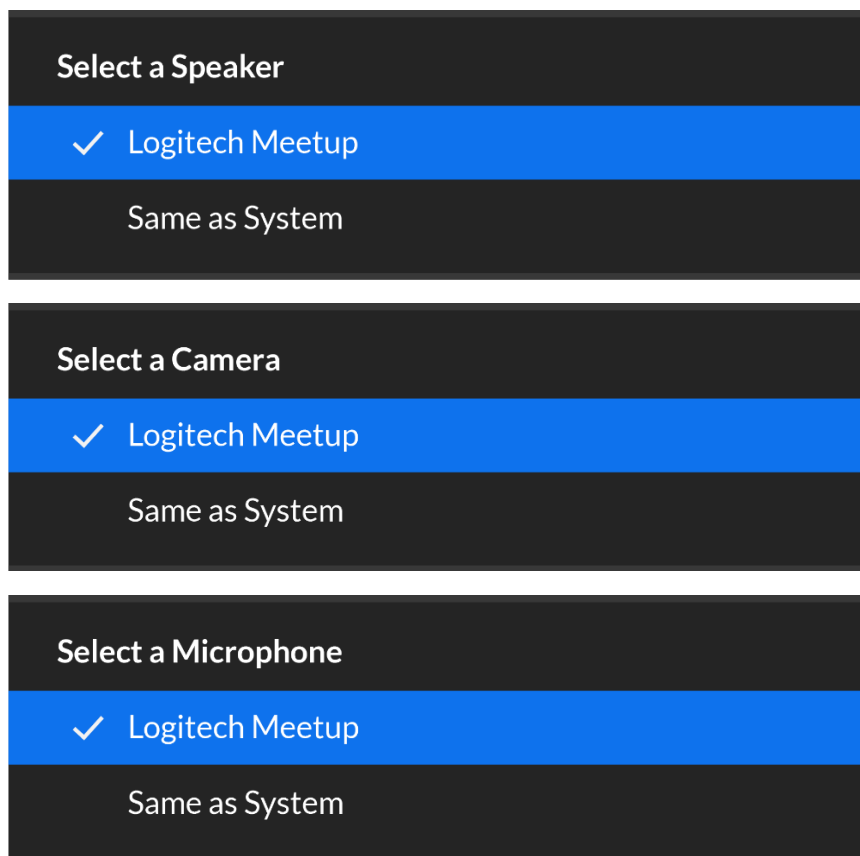 Select a Speaker
Logitech Meetup
Same as System
Select a Camera
Logitech Meetup
Same as System
Select a Microphone
Logitech Meetup
Same as System